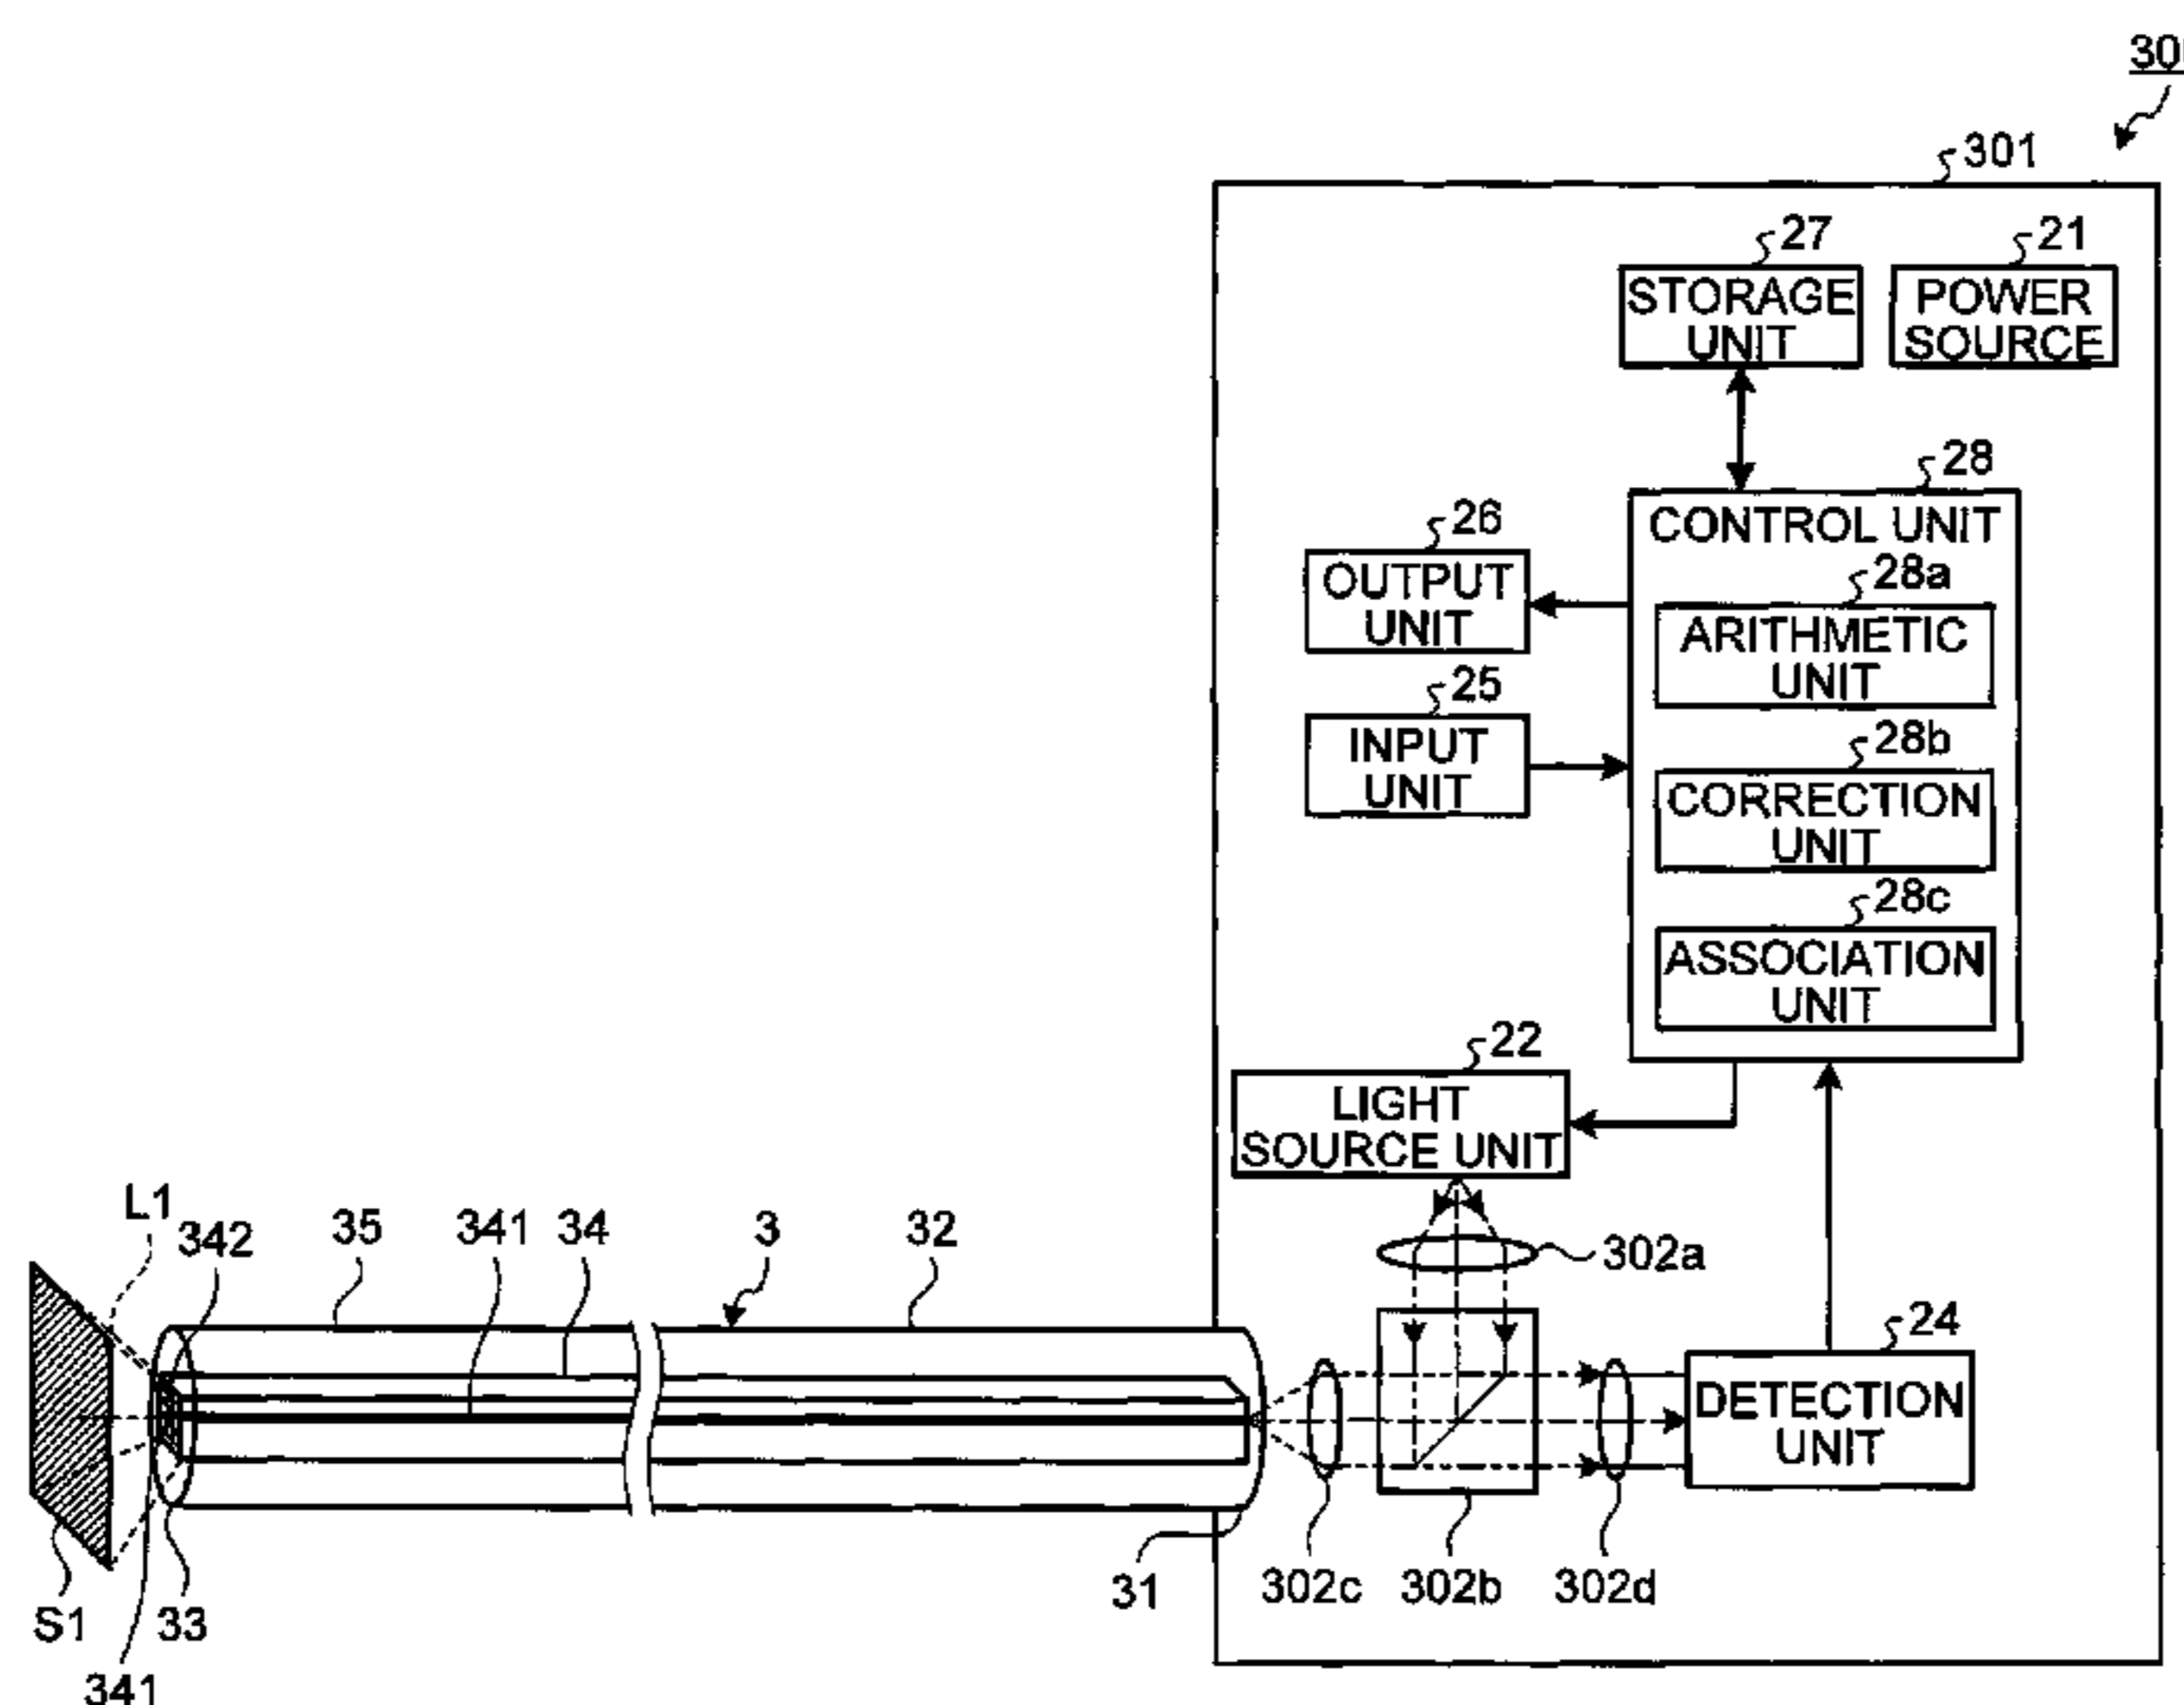 30
301
27
21
STORAGE
UNIT
POWER
SOURCE
28
CONTROL UNIT
26
OUTPUT
UNIT
28a
ARITHMETIC
UNIT
25
INPUT
UNIT
28b
CORRECTION
UNIT
28c
ASSOCIATION
UNIT
22
LIGHT
SOURCE UNIT
L1
342
35
341
34
3
32
302a
24
DETECTION
UNIT
S1
33
341
31
302c
302b
302d